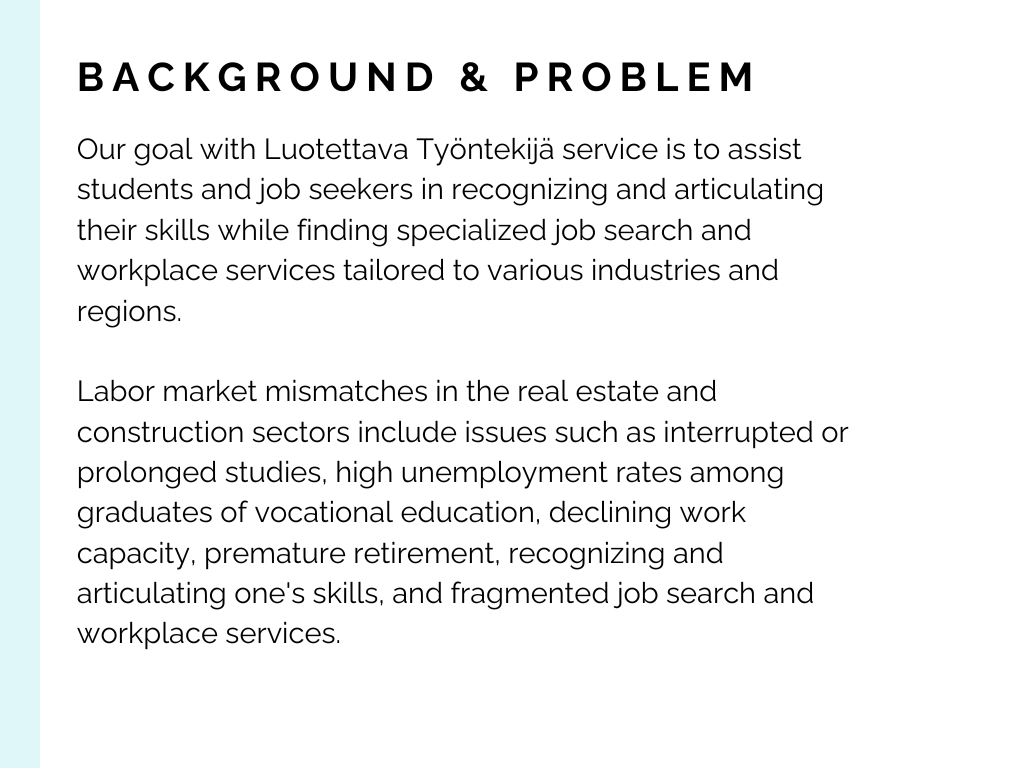 BACKGROUND & PROBLEM
Our goal with Luotettava Työntekijä service is to assist
students and job seekers in recognizing and articulating
their skills while finding specialized job search and
workplace services tailored to various industries and
regions.
Labor market mismatches in the real estate and
construction sectors include issues such as interrupted or
prolonged studies, high unemployment rates among
graduates of vocational education, declining work
capacity, premature retirement, recognizing and
articulating one's skills, and fragmented job search and
workplace services.